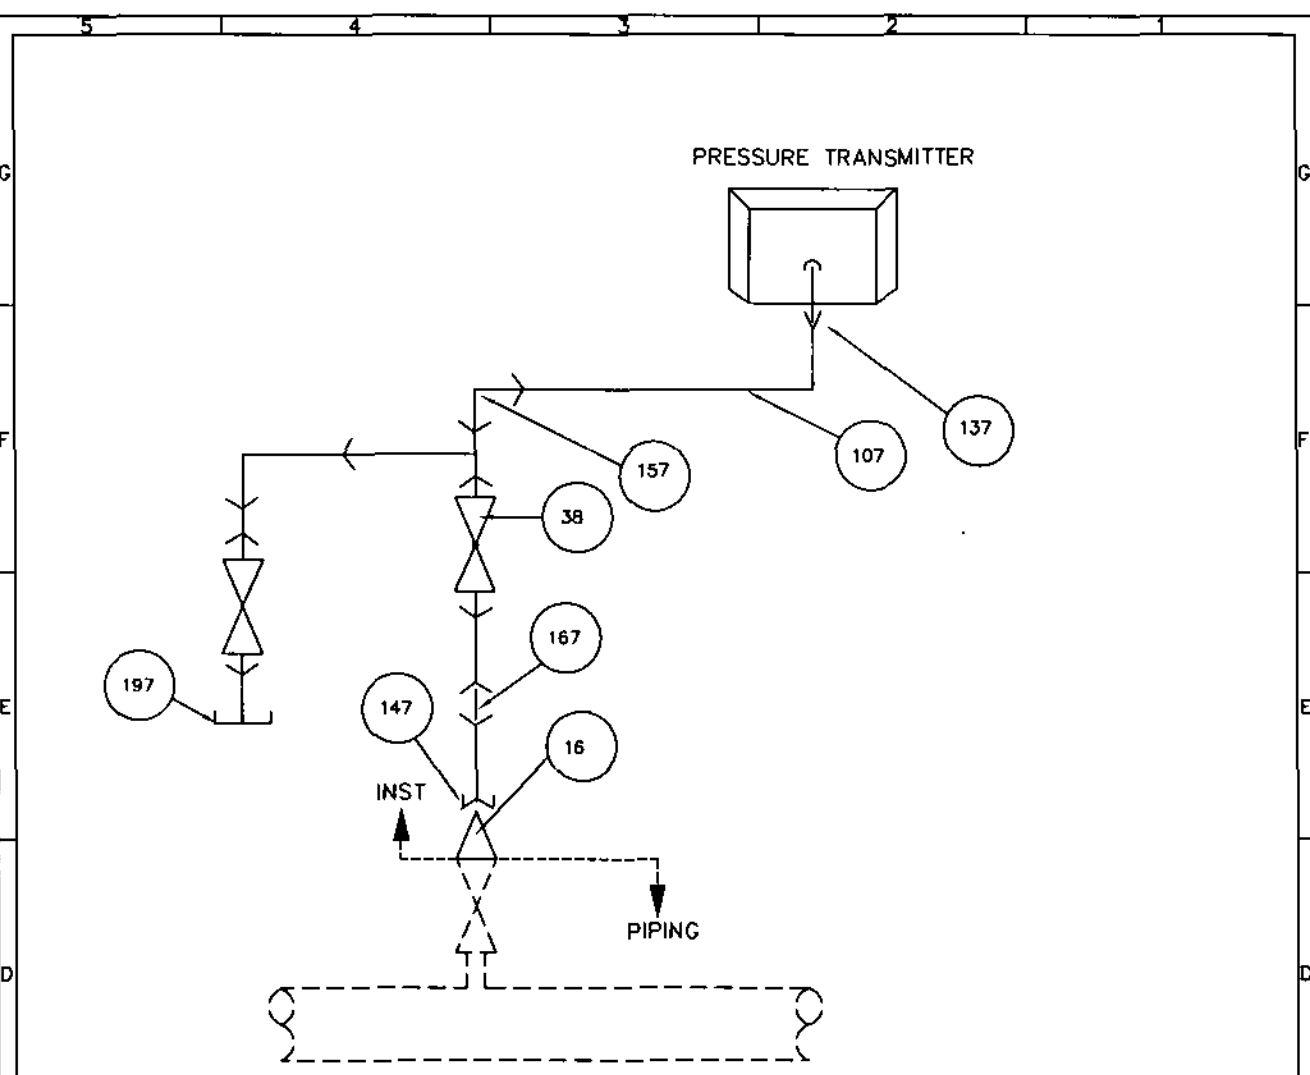 5 4 3 2 1
G G
PRESSURE TRANSMITTER
F F
137
107
157
38
167
197
147
E E
16
INST
PIPING
D D